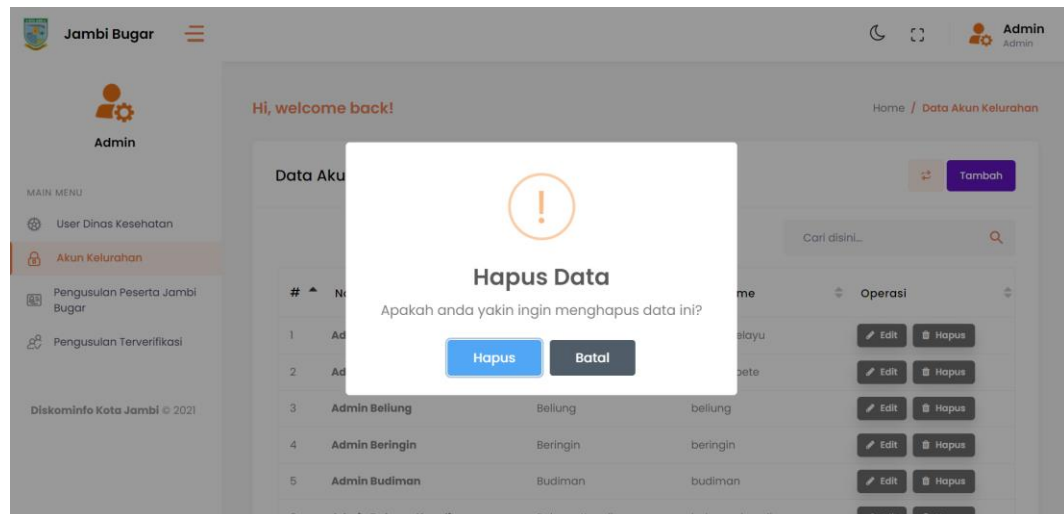 Jambi Bugar
Admin
Admin
Admin
MAIN MENU
User Dinas Kesehatan
Akun Kelurahan
Pengusulan Peserta Jambi
Bugar
Pengusulan Terverifikasi
Diskominfo Kota Jambi © 2021
Hi, welcome back!
Home / Data Akun Kelurahan
Data Aku
Tambah
Cari disini...
!
Hapus Data
Apakah anda yakin ingin menghapus data ini?
Hapus Batal
# me Operasi
1 Ad elayu Edit Hapus
2 Ad Edit Hapus
3 Admin Beliung Beliung beliung Edit Hapus
4 Admin Beringin Beringin beringin Edit Hapus
5 Admin Budiman Budiman budiman Edit Hapus